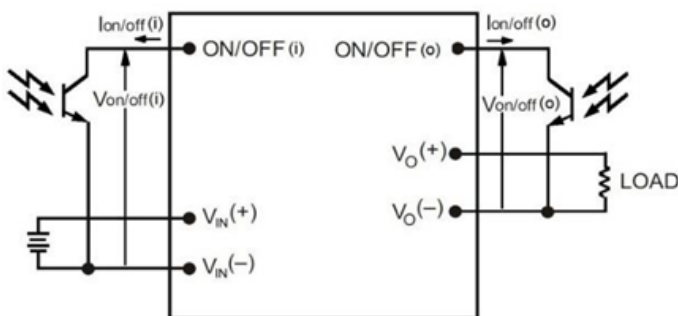 Ion/off(i)
Ion/off(o)
ON/OFF(i)
ON/OFF(o)
Von/off(i)
Von/off(o)
VO(+)
LOAD
VIN(+)
VO(−)
VIN(−)